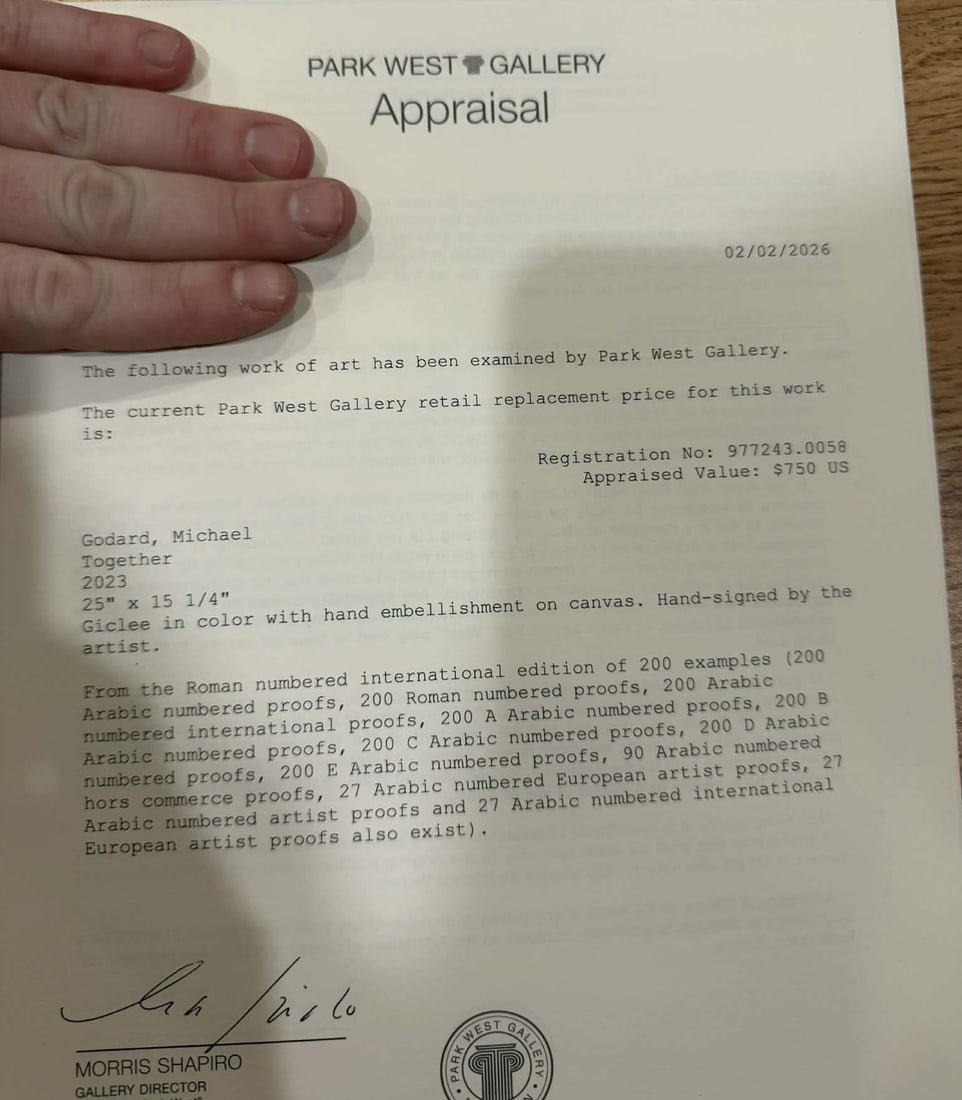 PARK WEST GALLERY
Appraisal
02/02/2026
The following work of art has been examined by Park West Gallery.
The current Park West Gallery retail replacement price for this work
is:
Registration No: 977243.0058
Appraised Value: $750 US
Godard, Michael
Together
2023
25" x 15 1/4"
Giclee in color with hand embellishment on canvas. Hand-signed by the
artist.
From the Roman numbered international edition of 200 examples (200
Arabic numbered proofs, 200 Roman numbered proofs, 200 Arabic
numbered international proofs, 200 A Arabic numbered proofs, 200 B
Arabic numbered proofs, 200 C Arabic numbered proofs, 200 D Arabic
numbered proofs, 200 E Arabic numbered proofs, 90 Arabic numbered
hors commerce proofs, 27 Arabic numbered European artist proofs, 27
Arabic numbered artist proofs and 27 Arabic numbered international
European artist proofs also exist).
MORRIS SHAPIRO
GALLERY DIRECTOR
PARK WEST GALLERY